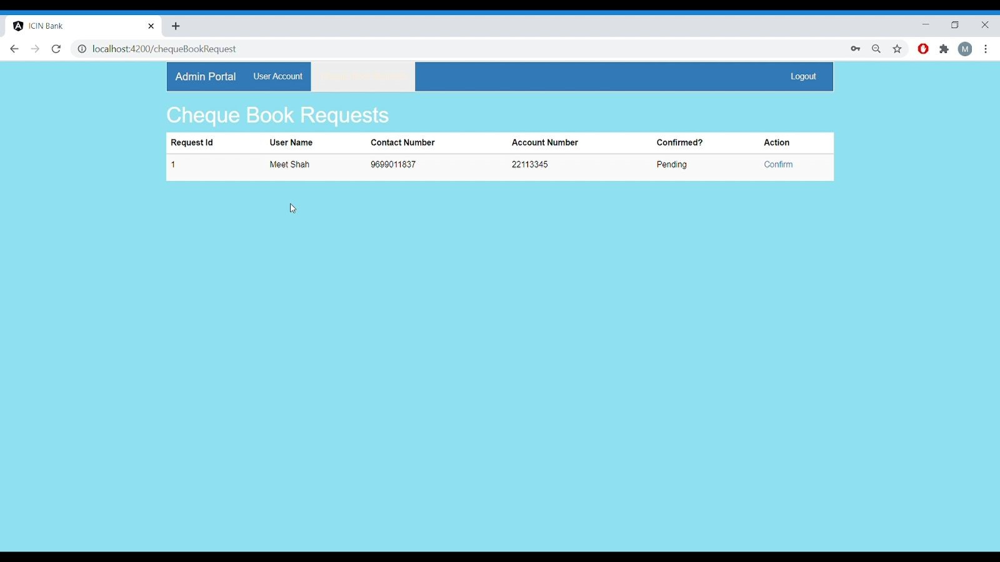 ICIN Bank
localhost:4200/chequeBookRequest
M
Admin Portal User Account Logout
Cheque Book Requests
Request Id User Name Contact Number Account Number Confirmed? Action
1 Meet Shah 9699011837 22113345 Pending Confirm